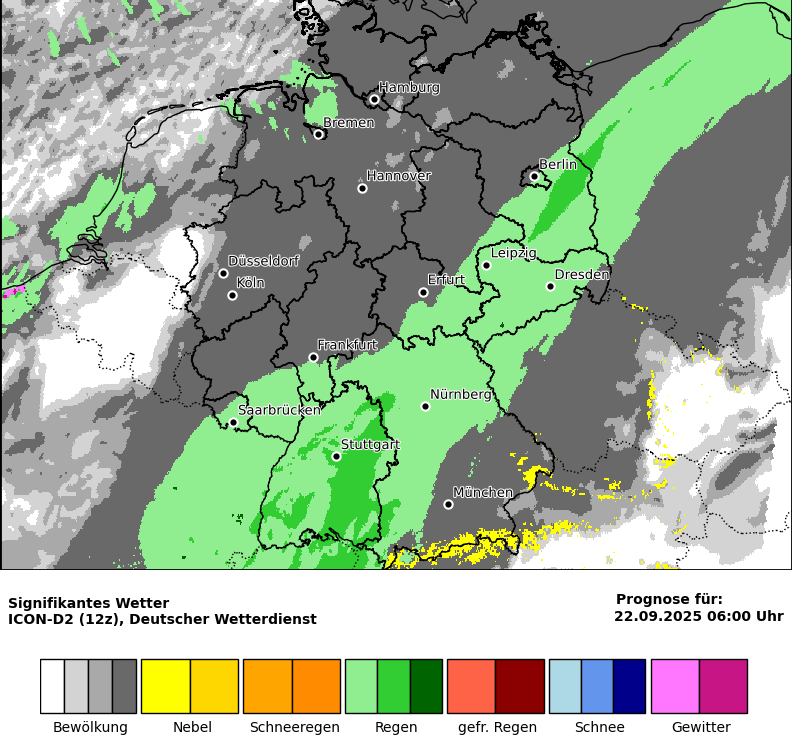 Hamburg
Bremen
Berlin
Hannover
Leipzig
Düsseldorf
Dresden
Köln
Erfurt
Frankfurt
Nürnberg
Saarbrücken
Stuttgart
München
Signifikantes Wetter
ICON-D2 (12z), Deutscher Wetterdienst
Prognose für:
22.09.2025 06:00 Uhr
Bewölkung Nebel Schneeregen Regen gefr. Regen Schnee Gewitter